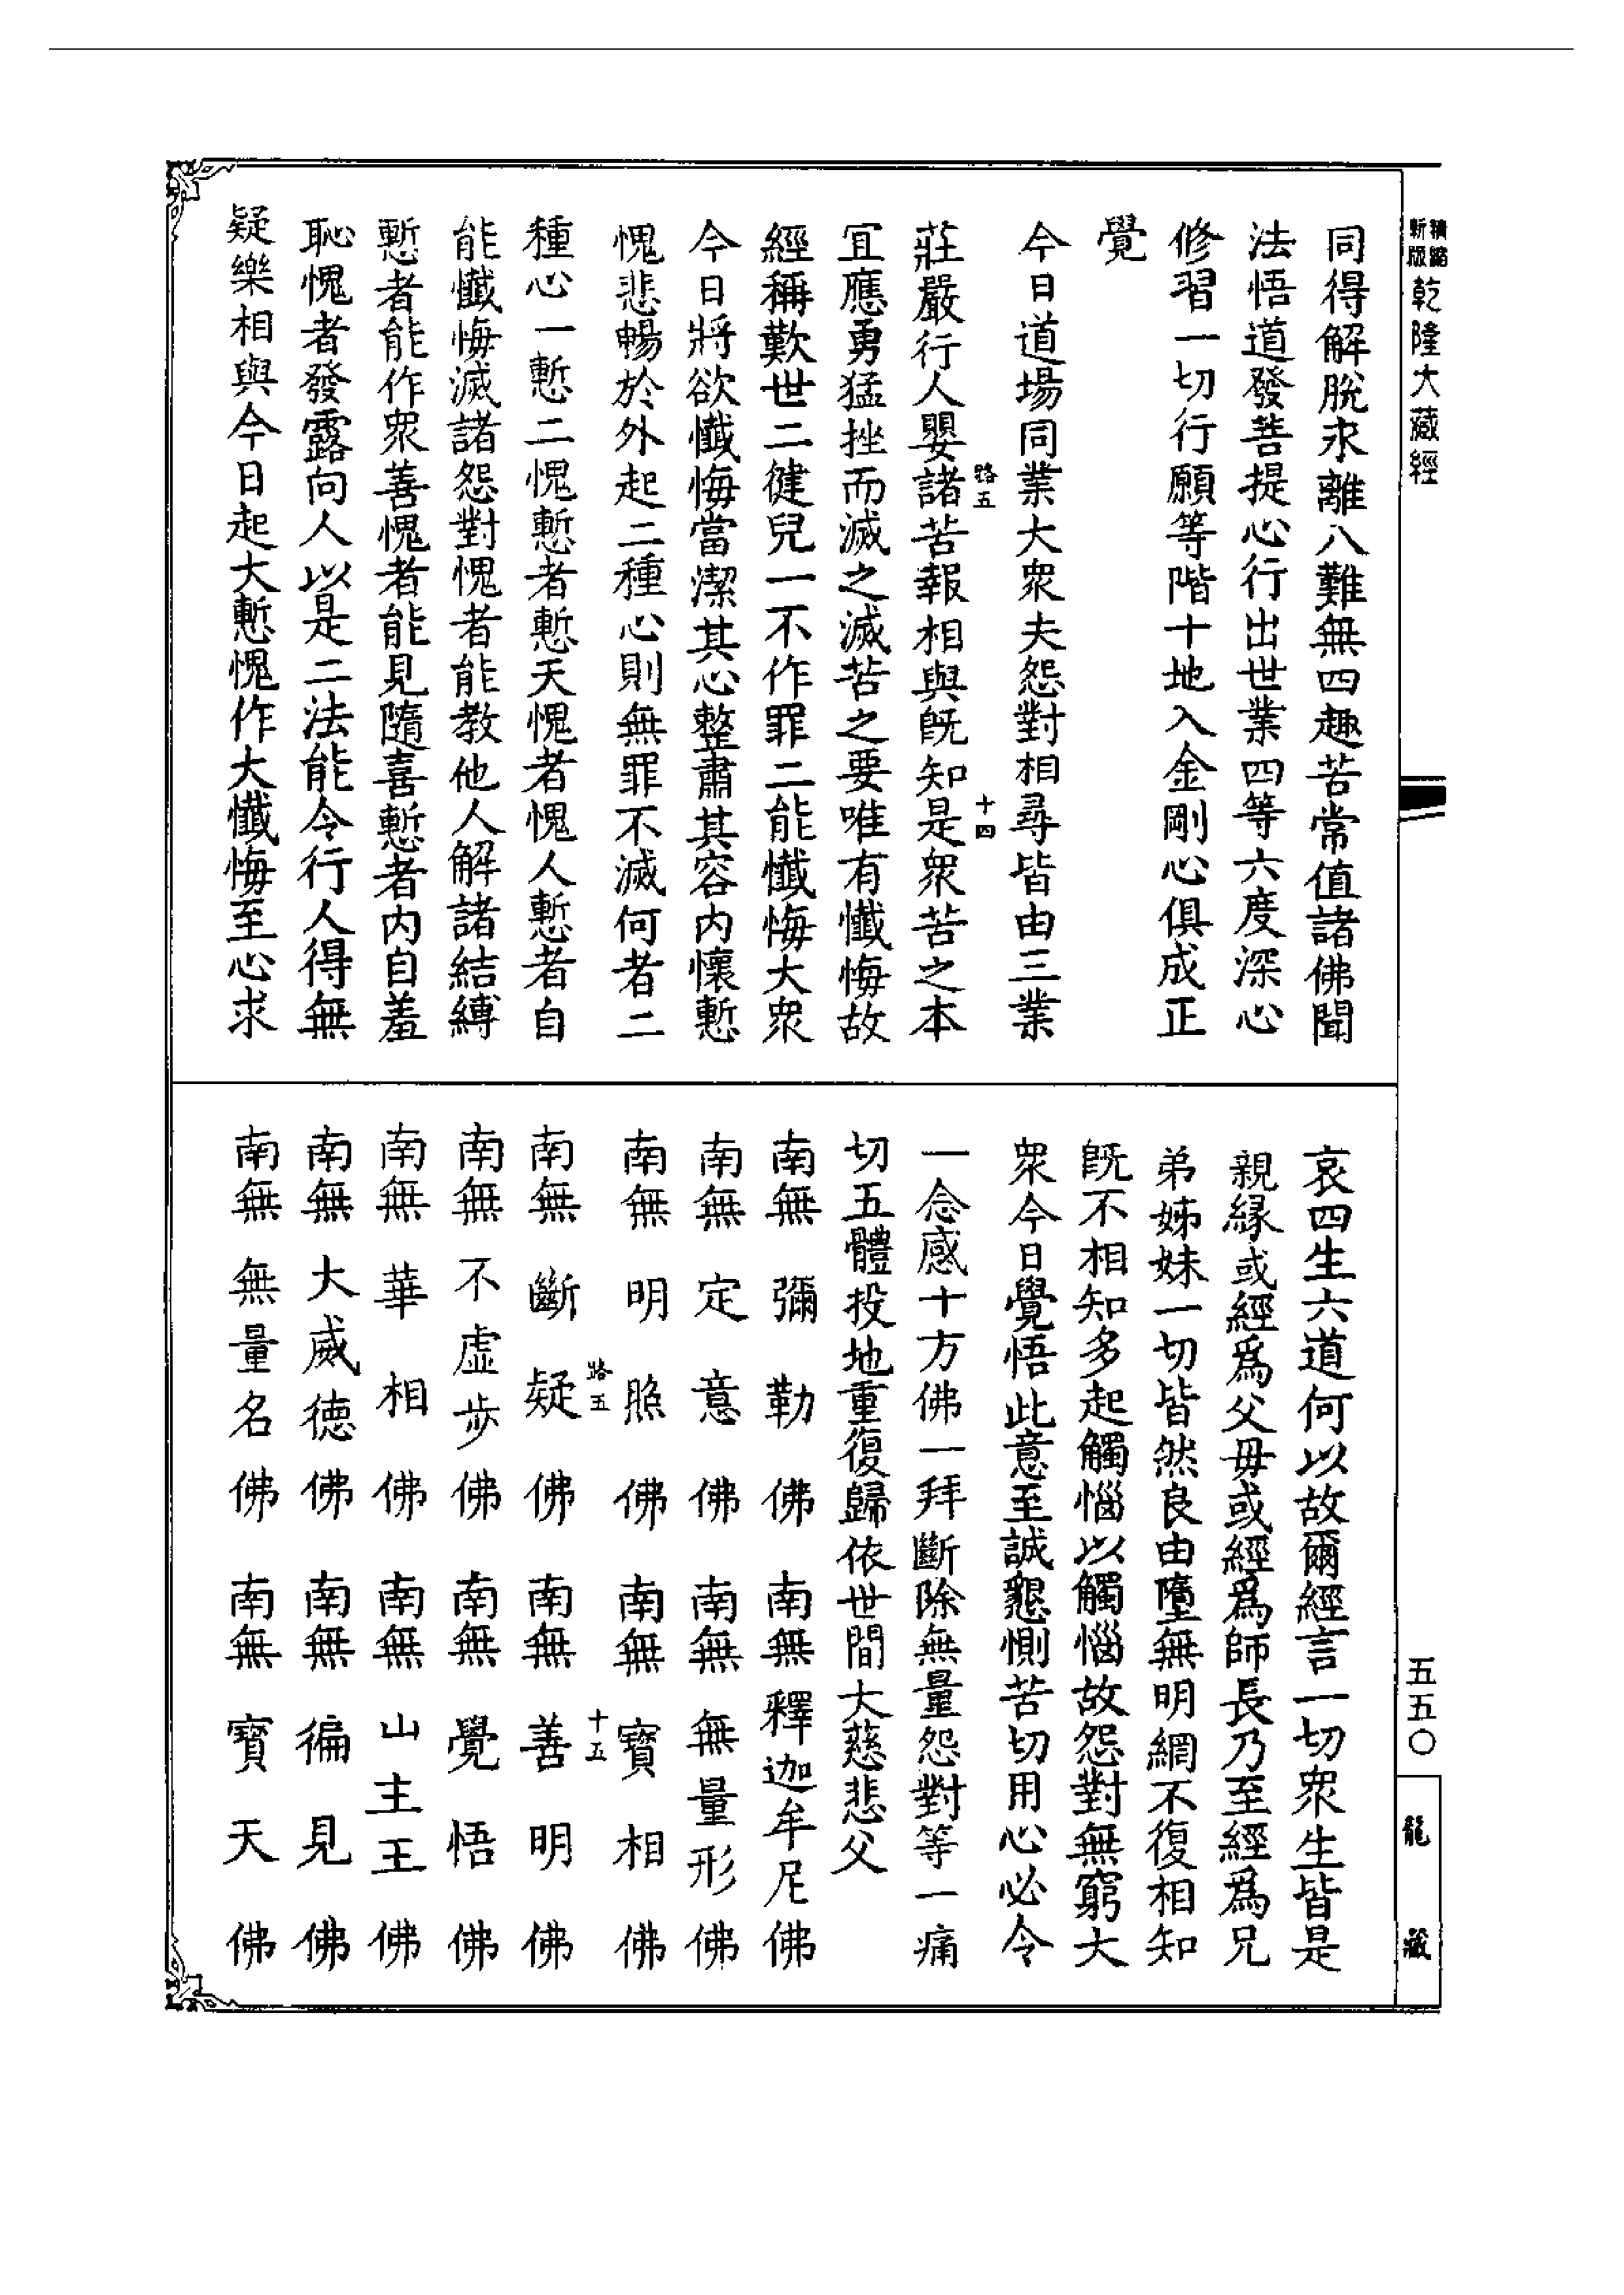 精縮新版 乾隆大藏經
五五〇
龍藏
同得解脫永離八難無四趣苦常值諸佛聞
法悟道發菩提心行出世業四等六度深心
修習一切行願等階十地入金剛心俱成正
覺
今日道場同業大衆夫怨對相尋皆由三業
路五 十四
莊嚴行人嬰諸苦報相與旣知是衆苦之本
宜應勇猛挫而滅之滅苦之要唯有懺悔故
經稱歎世二健兒一不作罪二能懺悔大衆
今日將欲懺悔當潔其心整肅其容内懷慙
愧悲暢於外起二種心則無罪不滅何者二
種心一慙二愧慙者慙天愧者愧人慙者自
能懺悔滅諸怨對愧者能教他人解諸結縛
慙者能作衆善愧者能見隨喜慙者内自羞
恥愧者發露向人以是二法能令行人得無
疑樂相與今日起大慙愧作大懺悔至心求
哀四生六道何以故爾經言一切衆生皆是
親緣或經爲父母或經爲師長乃至經爲兄
弟姊妹一切皆然良由墮無明網不復相知
旣不相知多起觸惱以觸惱故怨對無窮大
衆今日覺悟此意至誠懇惻苦切用心必令
一念感十方佛一拜斷除無量怨對等一痛
切五體投地重復歸依世間大慈悲父
南無彌勒佛 南無釋迦牟尼佛
南無定意佛 南無無量形佛
南無明照佛 南無寶相佛
路五 十五
南無斷疑佛 南無善明佛
南無不虛步佛 南無覺悟佛
南無華相佛 南無山主王佛
南無大威德佛 南無徧見佛
南無無量名佛 南無寶天佛